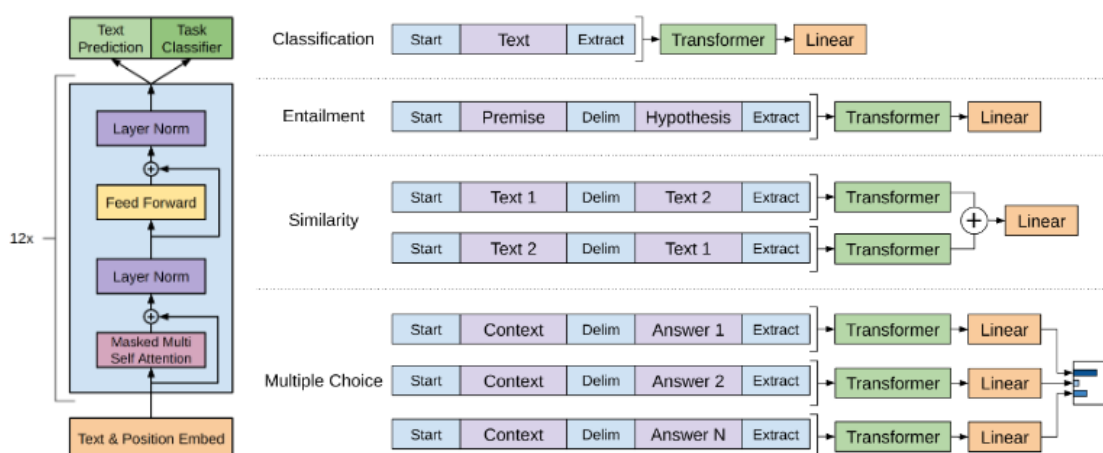 Text Prediction
Task Classifier
Layer Norm
Feed Forward
12x
Layer Norm
Masked Multi
Self Attention
Text & Position Embed
Classification
Start Text Extract Transformer Linear
Entailment
Start Premise Delim Hypothesis Extract Transformer Linear
Similarity
Start Text 1 Delim Text 2 Extract Transformer
Linear
Start Text 2 Delim Text 1 Extract Transformer
Multiple Choice
Start Context Delim Answer 1 Extract Transformer Linear
Start Context Delim Answer 2 Extract Transformer Linear
Start Context Delim Answer N Extract Transformer Linear